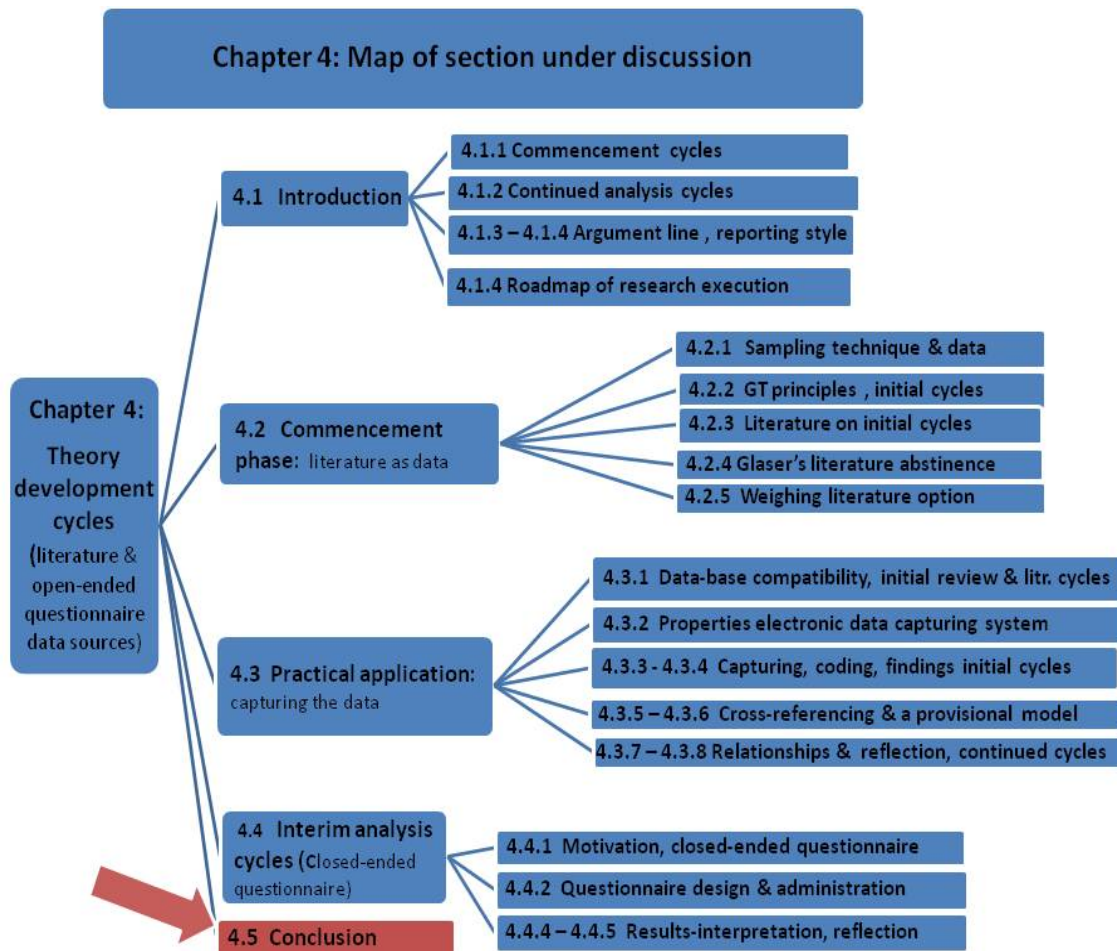 Chapter 4: Map of section under discussion
4.1 Introduction
4.1.1 Commencement cycles
4.1.2 Continued analysis cycles
4.1.3 – 4.1.4 Argument line , reporting style
4.1.4 Roadmap of research execution
Chapter 4:
Theory
development
cycles
(literature &
open-ended
questionnaire
data sources)
4.2 Commencement
phase: literature as data
4.2.1 Sampling technique & data
4.2.2 GT principles , initial cycles
4.2.3 Literature on initial cycles
4.2.4 Glaser's literature abstinence
4.2.5 Weighing literature option
4.3 Practical application:
capturing the data
4.3.1 Data-base compatibility, initial review & litr. cycles
4.3.2 Properties electronic data capturing system
4.3.3 - 4.3.4 Capturing, coding, findings initial cycles
4.3.5 – 4.3.6 Cross-referencing & a provisional model
4.3.7 – 4.3.8 Relationships & reflection, continued cycles
4.4 Interim analysis
cycles (Closed-ended
questionnaire)
4.4.1 Motivation, closed-ended questionnaire
4.4.2 Questionnaire design & administration
4.4.4 – 4.4.5 Results-interpretation, reflection
4.5 Conclusion